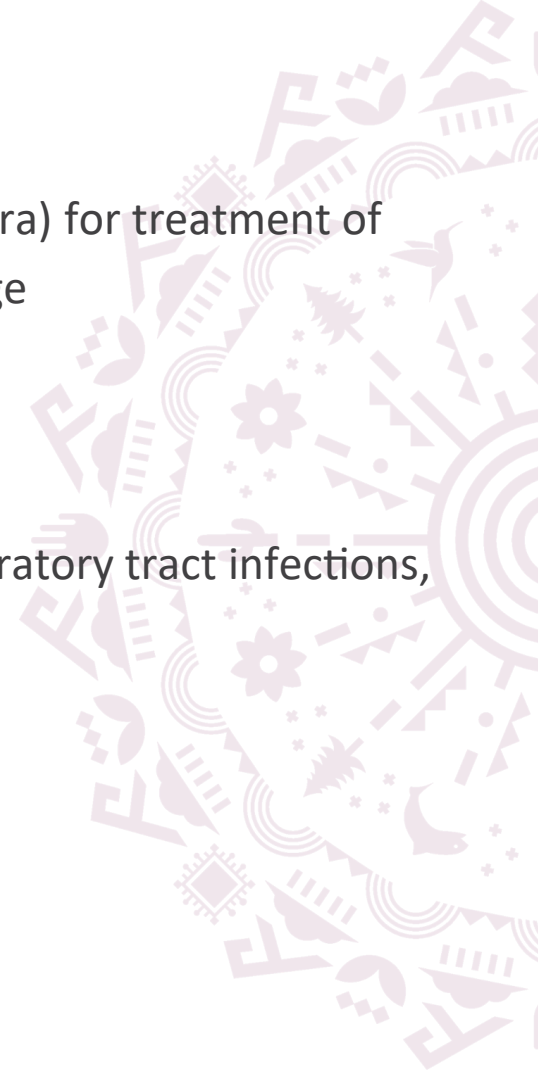 ra) for treatment of
ge
ratory tract infections,